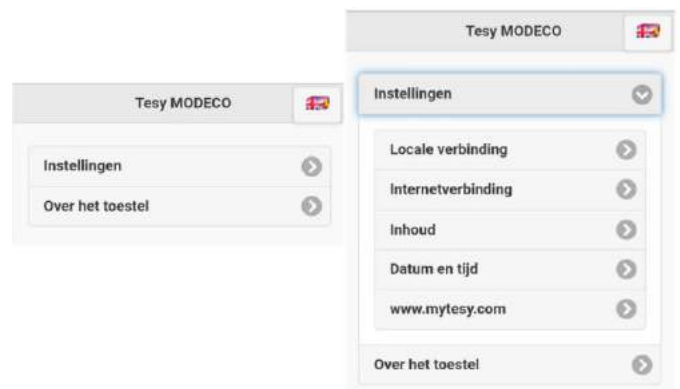 Tesy MODECO
Instellingen
Over het toestel
Tesy MODECO
Instellingen
Locale verbinding
Internetverbinding
Inhoud
Datum en tijd
www.mytesy.com
Over het toestel